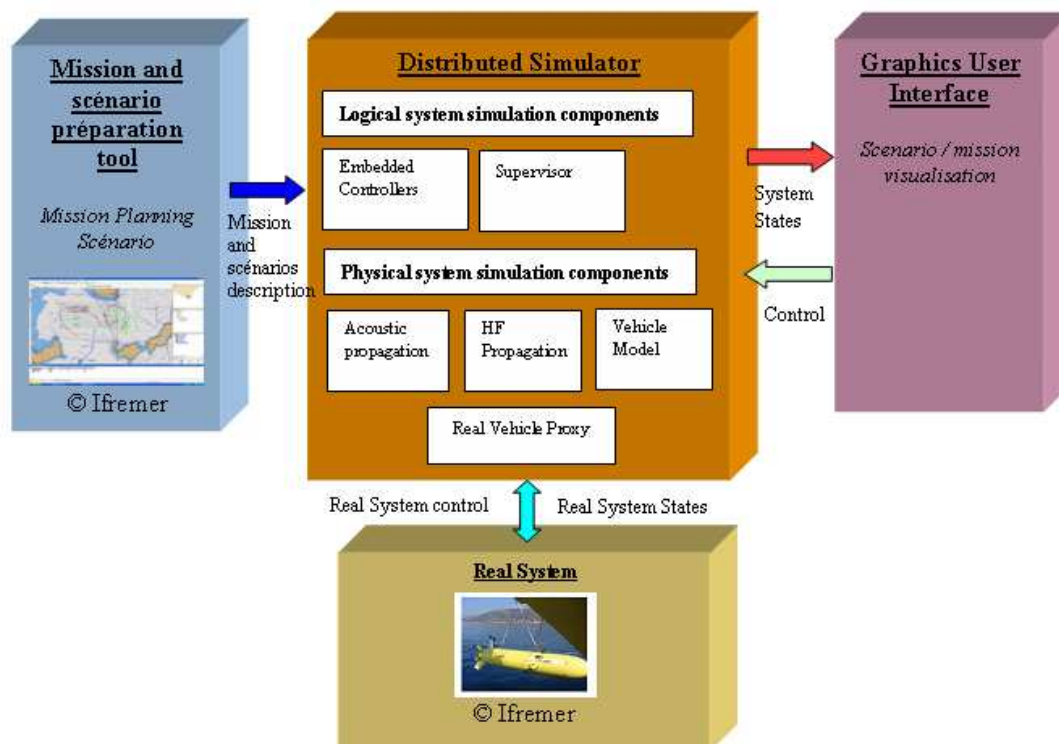 Mission and
scénario
préparation
tool
Mission Planning
Scénario
© Ifremer
Mission
and
scénarios
description
Distributed Simulator
Logical system simulation components
Embedded
Controllers
Supervisor
Physical system simulation components
Acoustic
propagation
HF
Propagation
Vehicle
Model
Real Vehicle Proxy
System
States
Control
Graphics User
Interface
Scenario / mission
visualisation
Real System control
Real System States
Real System
© Ifremer